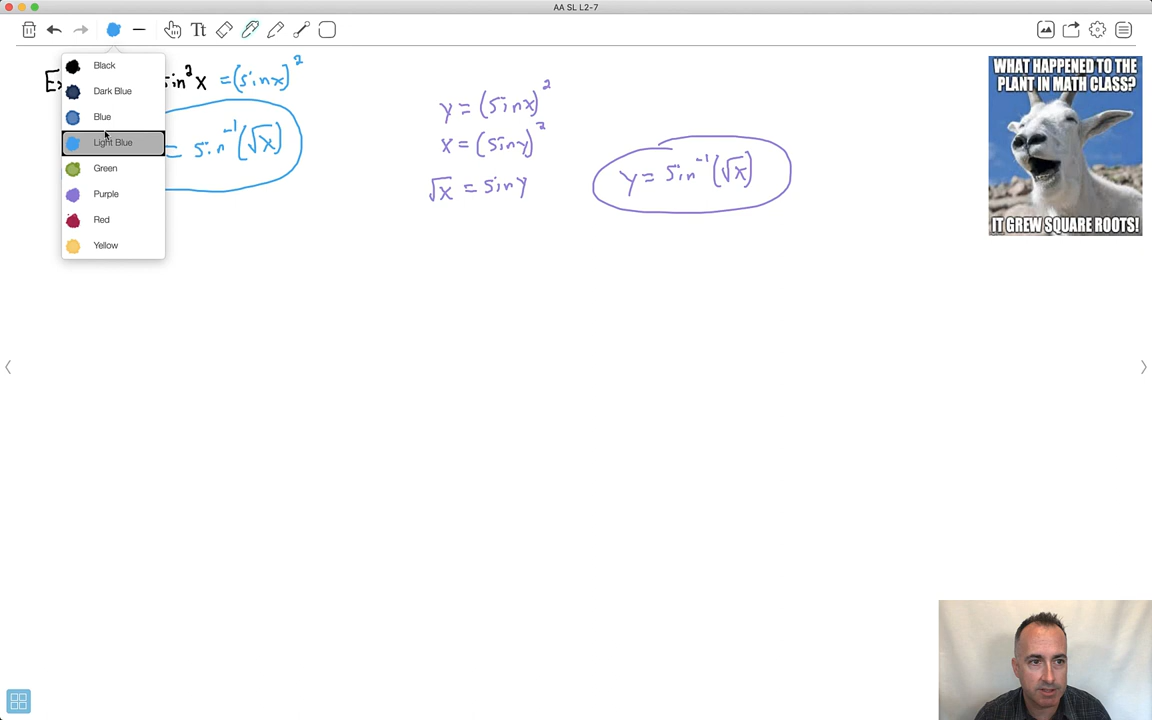 AA SL L2-7
Tt
Black
Dark Blue
Blue
Light Blue
Green
Purple
Red
Yellow
Ex
sin²x = (sinx)²
= sin⁻¹(√x)
y = (sinx)²
x = (siny)²
√x = siny
y = sin⁻¹(√x)
WHAT HAPPENED TO THE
PLANT IN MATH CLASS?
IT GREW SQUARE ROOTS!